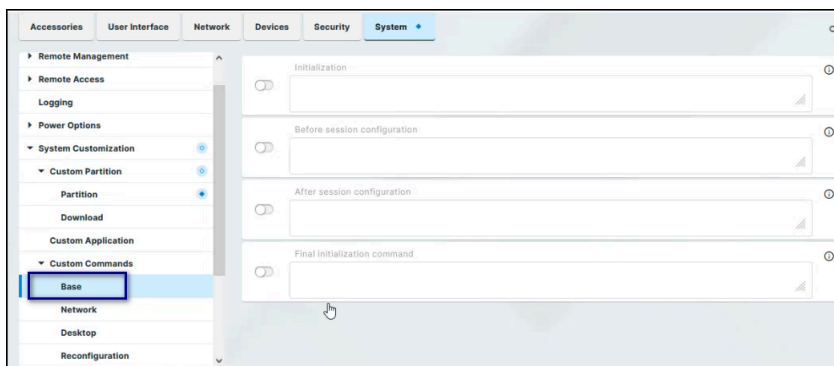 Accessories User Interface Network Devices Security System
Remote Management
Remote Access
Logging
Power Options
System Customization
Custom Partition
Partition
Download
Custom Application
Custom Commands
Base
Network
Desktop
Reconfiguration
Initialization
Before session configuration
After session configuration
Final initialization command